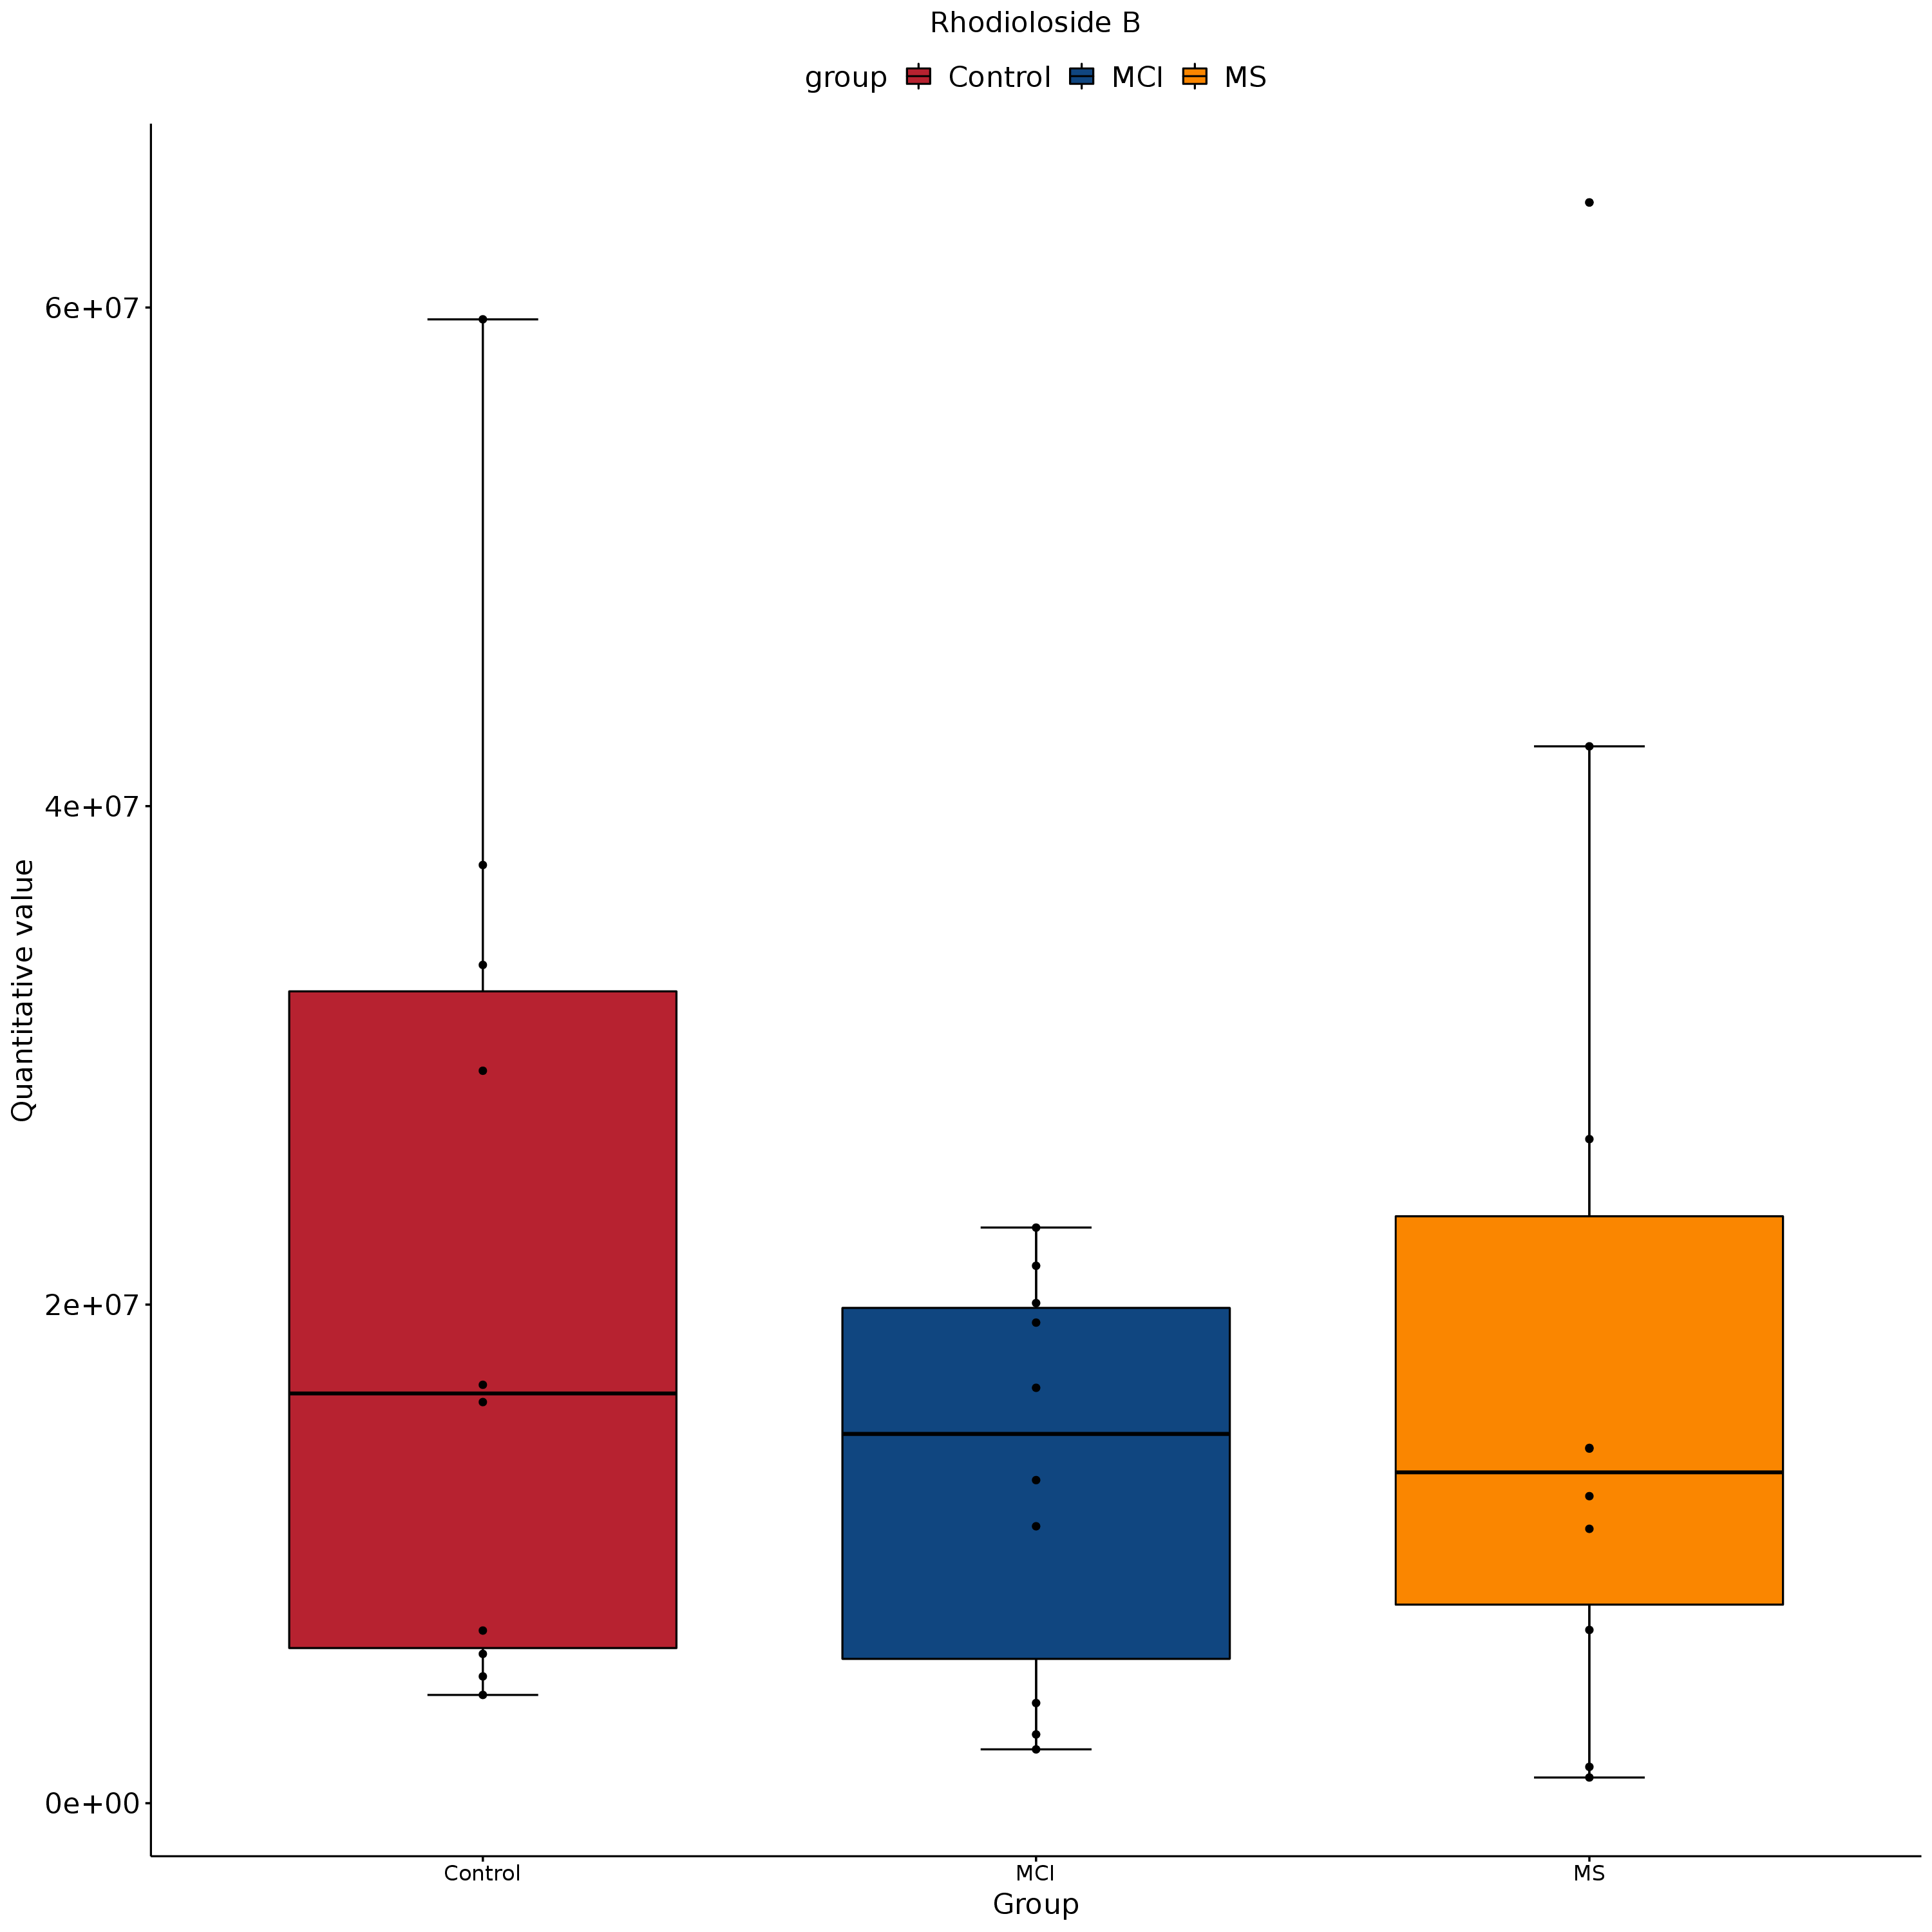 Rhodioloside B
group Control MCI MS
Quantitative value
6e+07
4e+07
2e+07
0e+00
Control MCI MS
Group